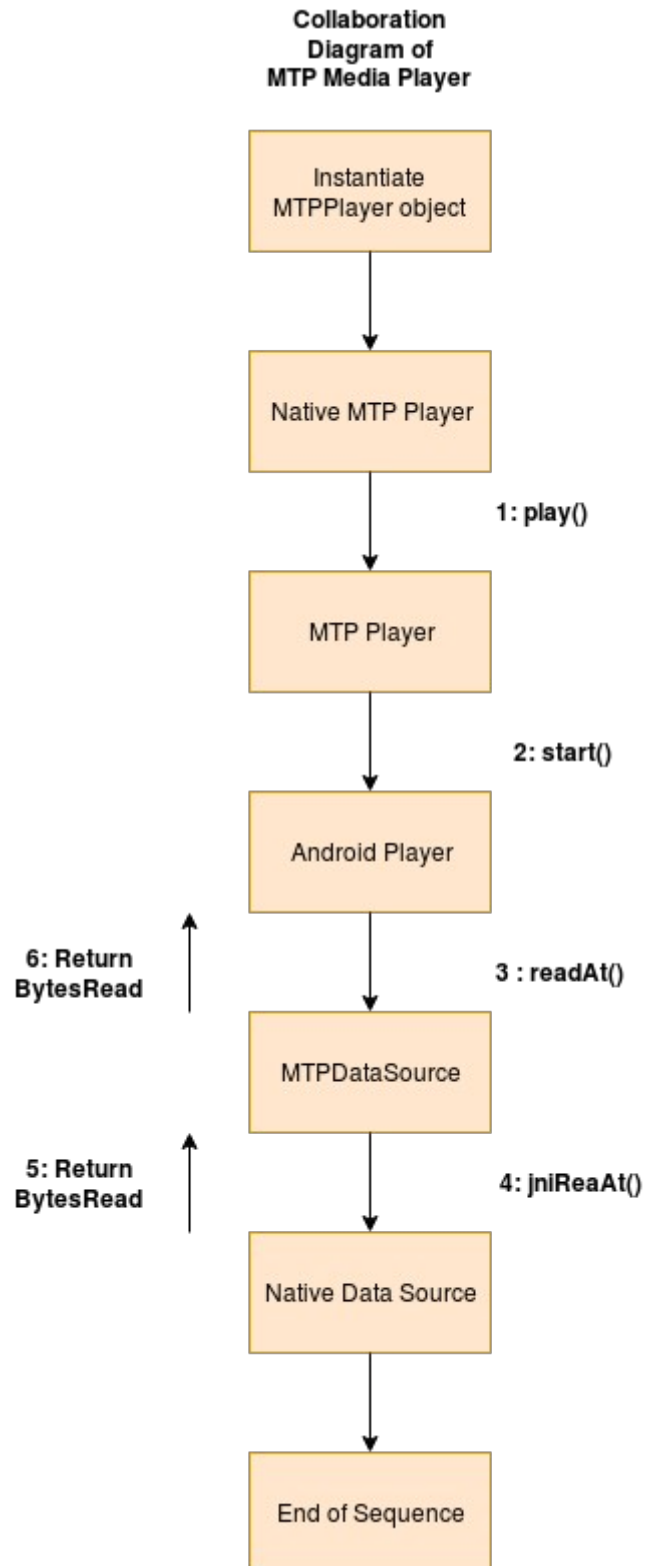 Collaboration
Diagram of
MTP Media Player
Instantiate
MTPPlayer object
Native MTP Player
1: play()
MTP Player
2: start()
Android Player
6: Return
BytesRead
3 : readAt()
MTPDataSource
5: Return
BytesRead
4: jniReaAt()
Native Data Source
End of Sequence